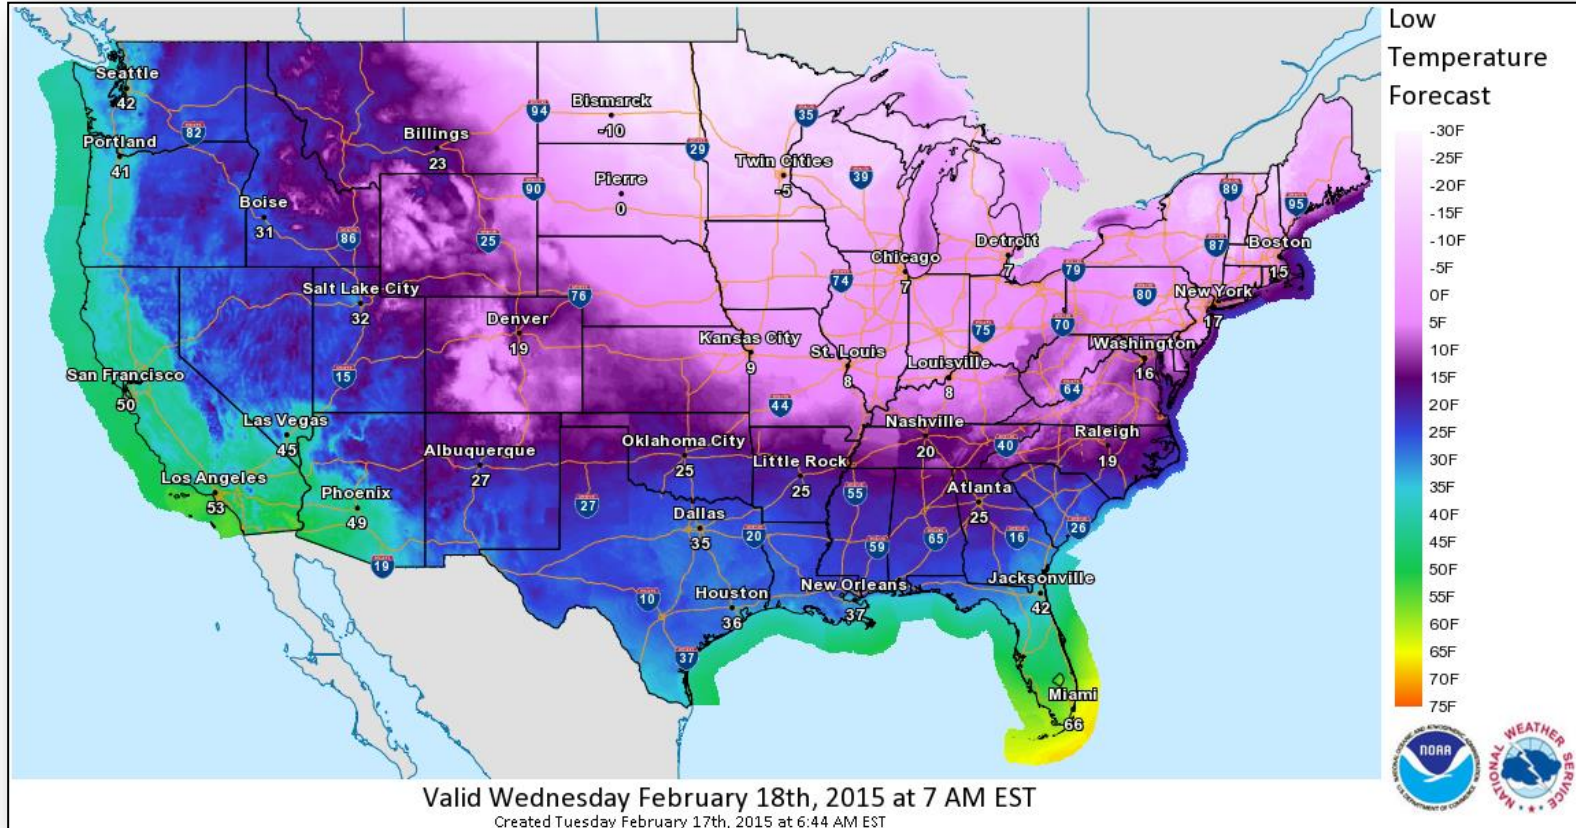 Low
Temperature
Forecast
-30F
-25F
-20F
-15F
-10F
-5F
0F
5F
10F
15F
20F
25F
30F
35F
40F
45F
50F
55F
60F
65F
70F
75F
Seattle
42
Portland
41
82
Boise
31
86
Billings
23
94
Bismarck
-10
90
Pierre
0
29
Twin Cities
-5
35
39
25
Salt Lake City
32
15
Denver
19
76
Chicago
7
74
Detroit
7
79
80
75
70
89
87
95
Boston
15
New York
17
Washington
16
64
Kansas City
9
St. Louis
8
Louisville
8
44
San Francisco
50
Las Vegas
45
Los Angeles
53
Phoenix
49
19
Albuquerque
27
Oklahoma City
25
27
Little Rock
25
Nashville
20
40
Raleigh
19
55
Atlanta
25
Dallas
35
20
59
65
16
26
10
Houston
36
37
New Orleans
37
Jacksonville
42
Miami
66
NOAA
NATIONAL OCEANIC AND ATMOSPHERIC ADMINISTRATION
U.S. DEPARTMENT OF COMMERCE
NATIONAL WEATHER SERVICE
Valid Wednesday February 18th, 2015 at 7 AM EST
Created Tuesday February 17th, 2015 at 6:44 AM EST